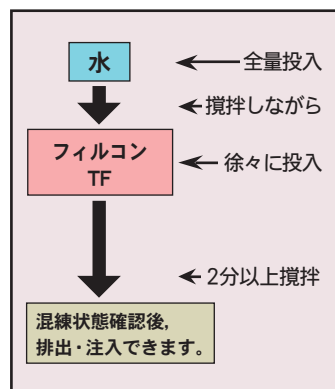 水
全量投入
撹拌しながら
フィルコン
TF
徐々に投入
2分以上撹拌
混練状態確認後,
排出・注入できます。